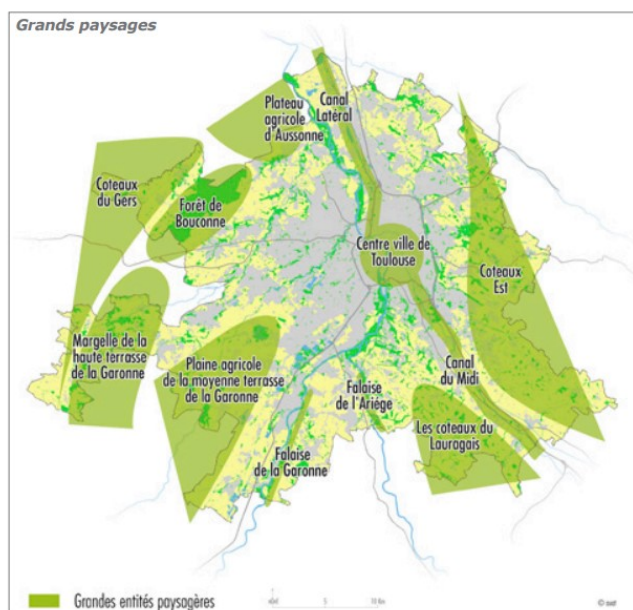 Grands paysages
Plateau
agricole
d'Aussonne
Canal
Latéral
Coteaux
du Gers
Forêt de
Bouconne
Centre ville de
Toulouse
Coteaux
Est
Margelle de la
haute terrasse
de la Garonne
Plaine agricole
de la moyenne terrasse
de la Garonne
Falaise
de l'Ariége
Canal
du Midi
Les coteaux du
Lauragais
Falaise
de la Garonne
Grandes entités paysagères
5
10 Km